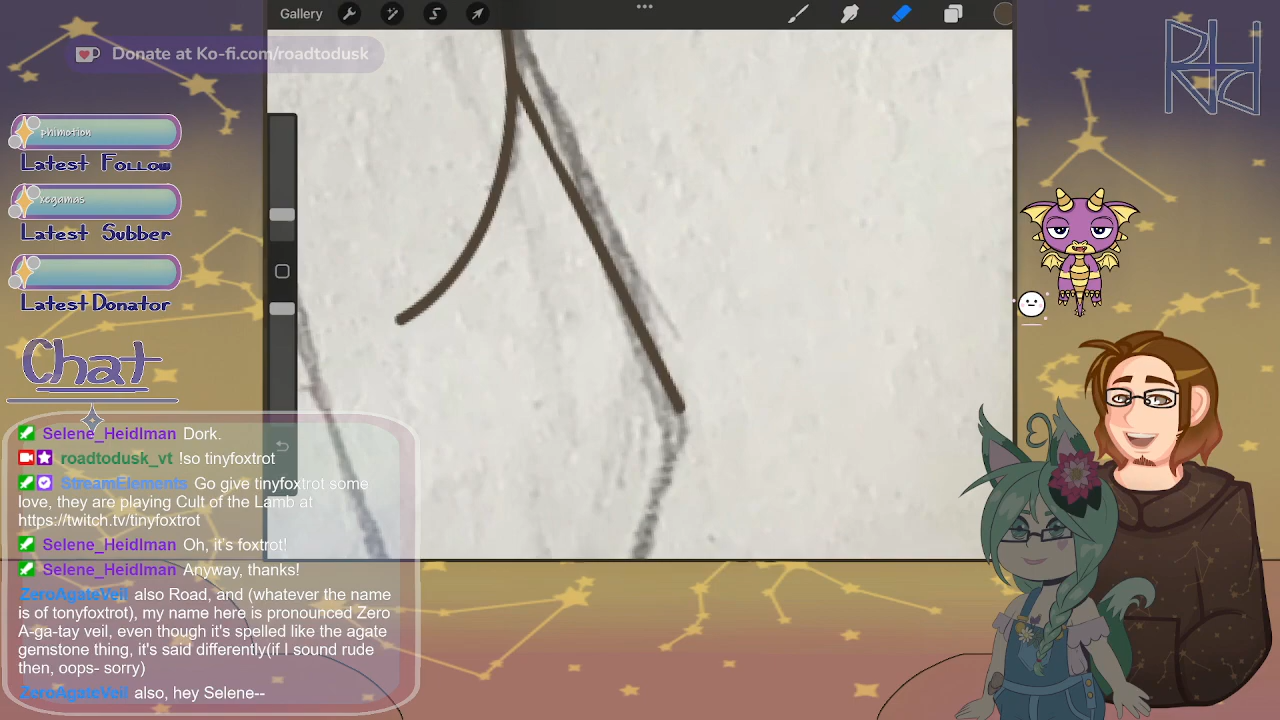 Gallery
Donate at Ko-fi.com/roadtodusk
phimotion
Latest Follow
xegamas
Latest Subber
Latest Donator
Chat
Selene_Heidlman Dork.
roadtodusk_vt !so tinyfoxtrot
StreamElements Go give tinyfoxtrot some
love, they are playing Cult of the Lamb at
https://twitch.tv/tinyfoxtrot
Selene_Heidlman Oh, it's foxtrot!
Selene_Heidlman Anyway, thanks!
ZeroAgateVeil also Road, and (whatever the name
is of tonyfoxtrot), my name here is pronounced Zero
A-ga-tay veil, even though it's spelled like the agate
gemstone thing, it's said differently(if I sound rude
then, oops- sorry)
ZeroAgateVeil also, hey Selene--